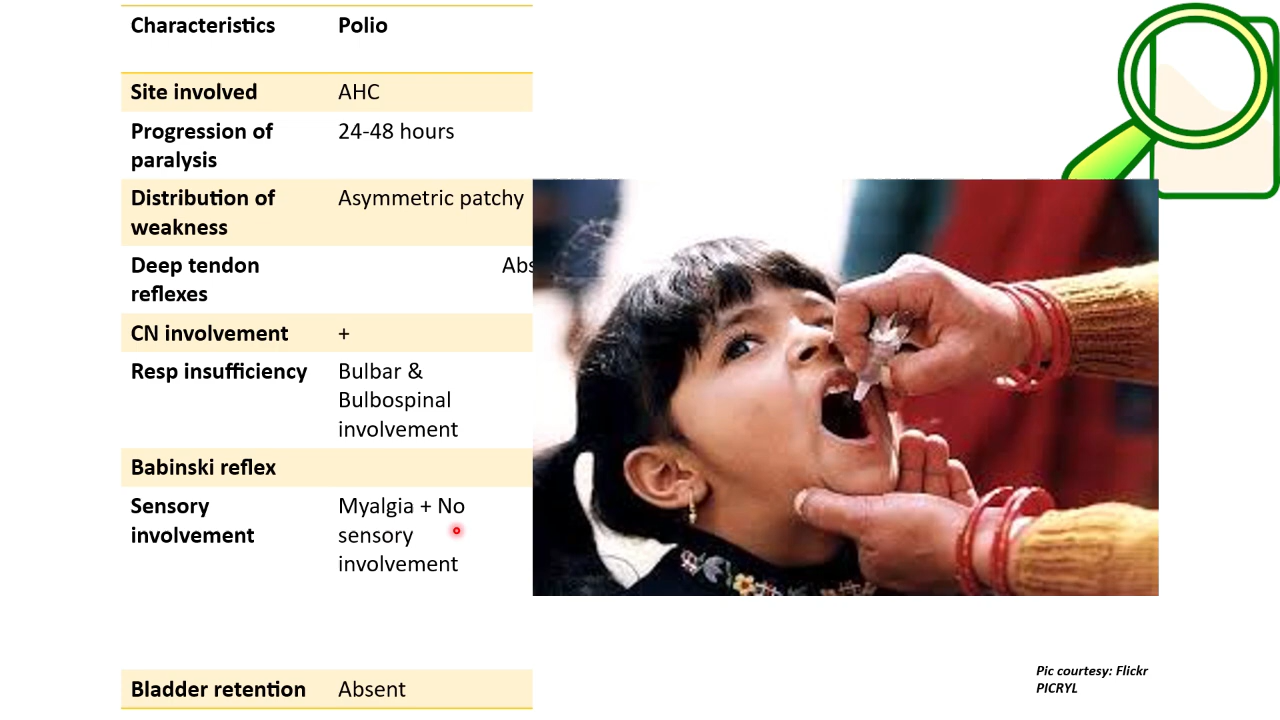 Characteristics Polio
Site involved AHC
Progression of 24-48 hours
paralysis
Distribution of Asymmetric patchy
weakness
Deep tendon Abs
reflexes
CN involvement +
Resp insufficiency Bulbar &
Bulbospinal
involvement
Babinski reflex
Sensory Myalgia + No
involvement sensory
involvement
Bladder retention Absent
Pic courtesy: Flickr
PICRYL